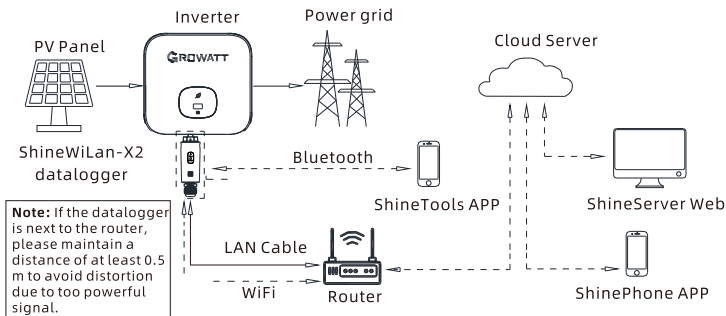 Inverter
Power grid
PV Panel
Cloud Server
GROWATT
ShineWiLan-X2
datalogger
Bluetooth
ShineTools APP
ShineServer Web
Note: If the datalogger
is next to the router,
please maintain a
distance of at least 0.5
m to avoid distortion
due to too powerful
signal.
LAN Cable
WiFi
Router
ShinePhone APP